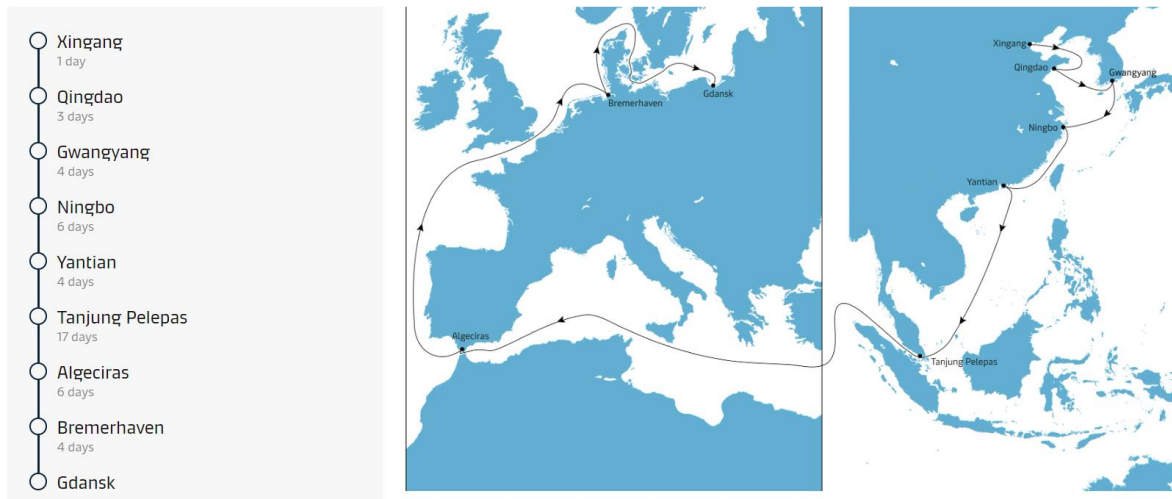 Xingang
1 day
Qingdao
3 days
Gwangyang
4 days
Ningbo
6 days
Yantian
4 days
Tanjung Pelepas
17 days
Algeciras
6 days
Bremerhaven
4 days
Gdansk
Bremerhaven
Gdansk
Algeciras
Xingang
Qingdao
Gwangyang
Ningbo
Yantian
Tanjung Pelepas